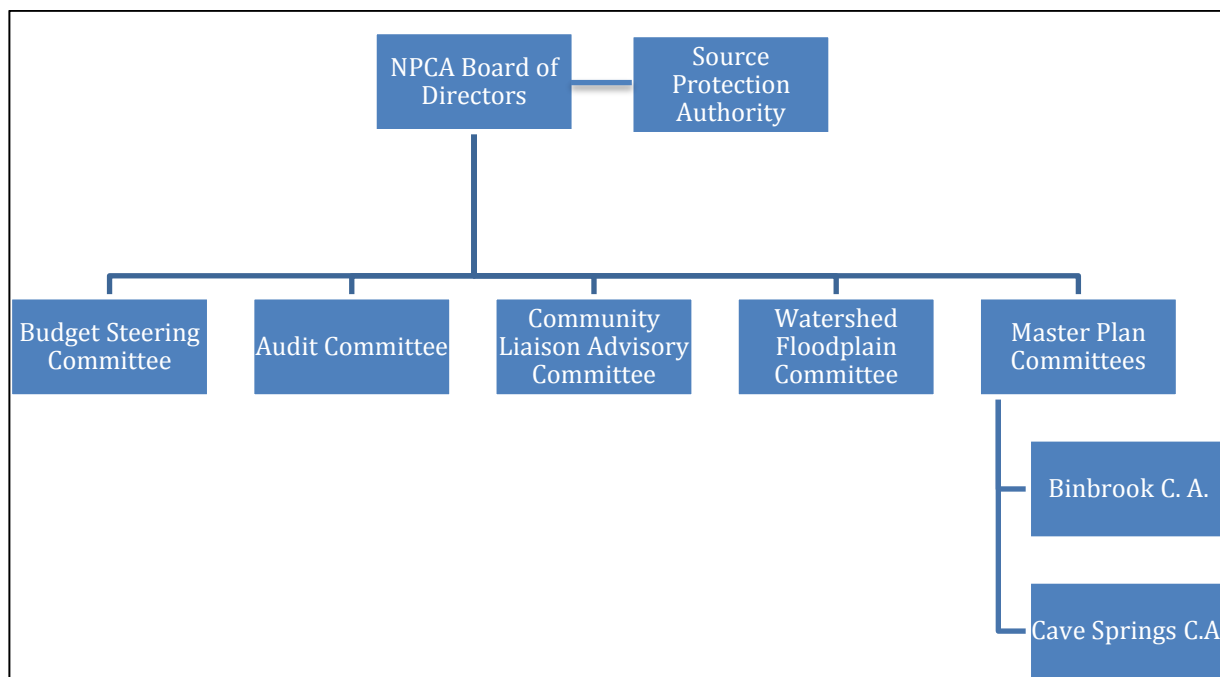 NPCA Board of
Directors
Source
Protection
Authority
Budget Steering
Committee
Audit Committee
Community
Liaison Advisory
Committee
Watershed
Floodplain
Committee
Master Plan
Committees
Binbrook C. A.
Cave Springs C.A